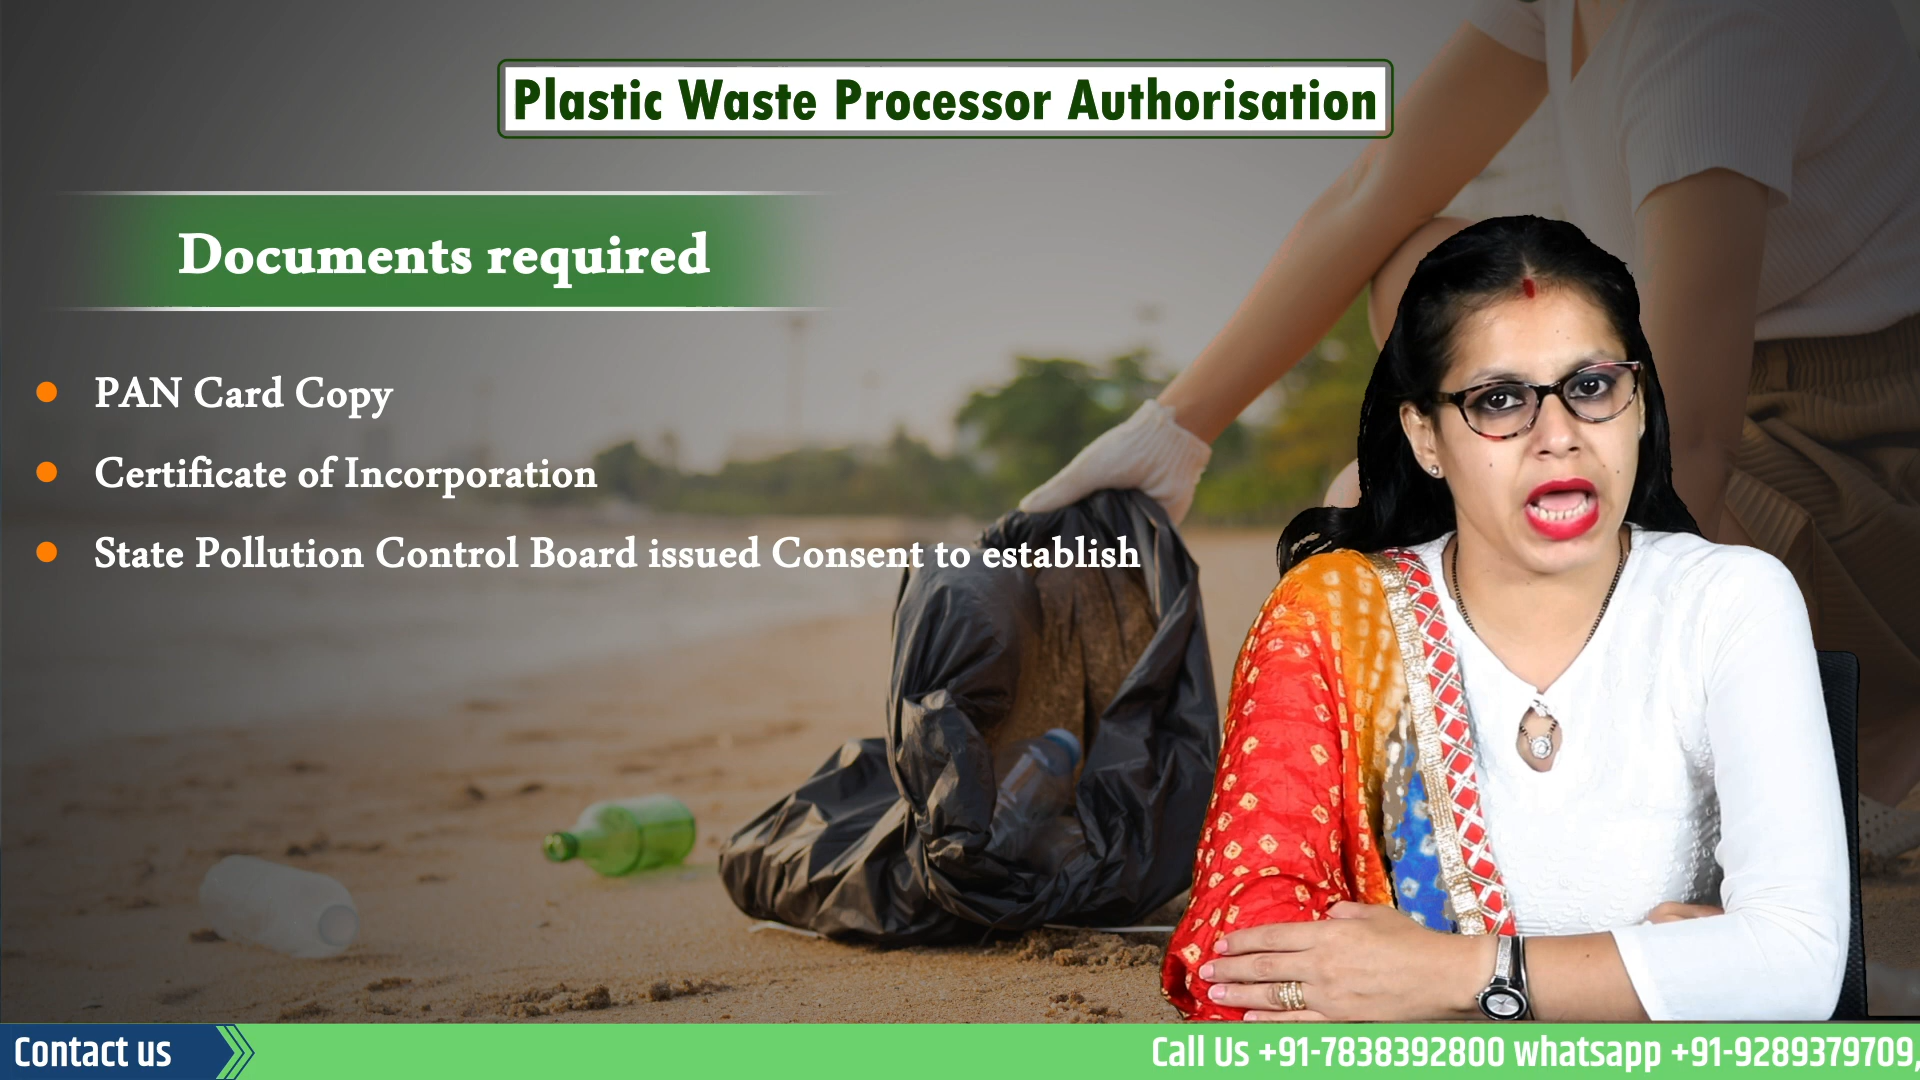 Plastic Waste Processor Authorisation
Documents required
PAN Card Copy
Certificate of Incorporation
State Pollution Control Board issued Consent to establish
Contact us
Call Us +91-7838392800 whatsapp +91-9289379709,